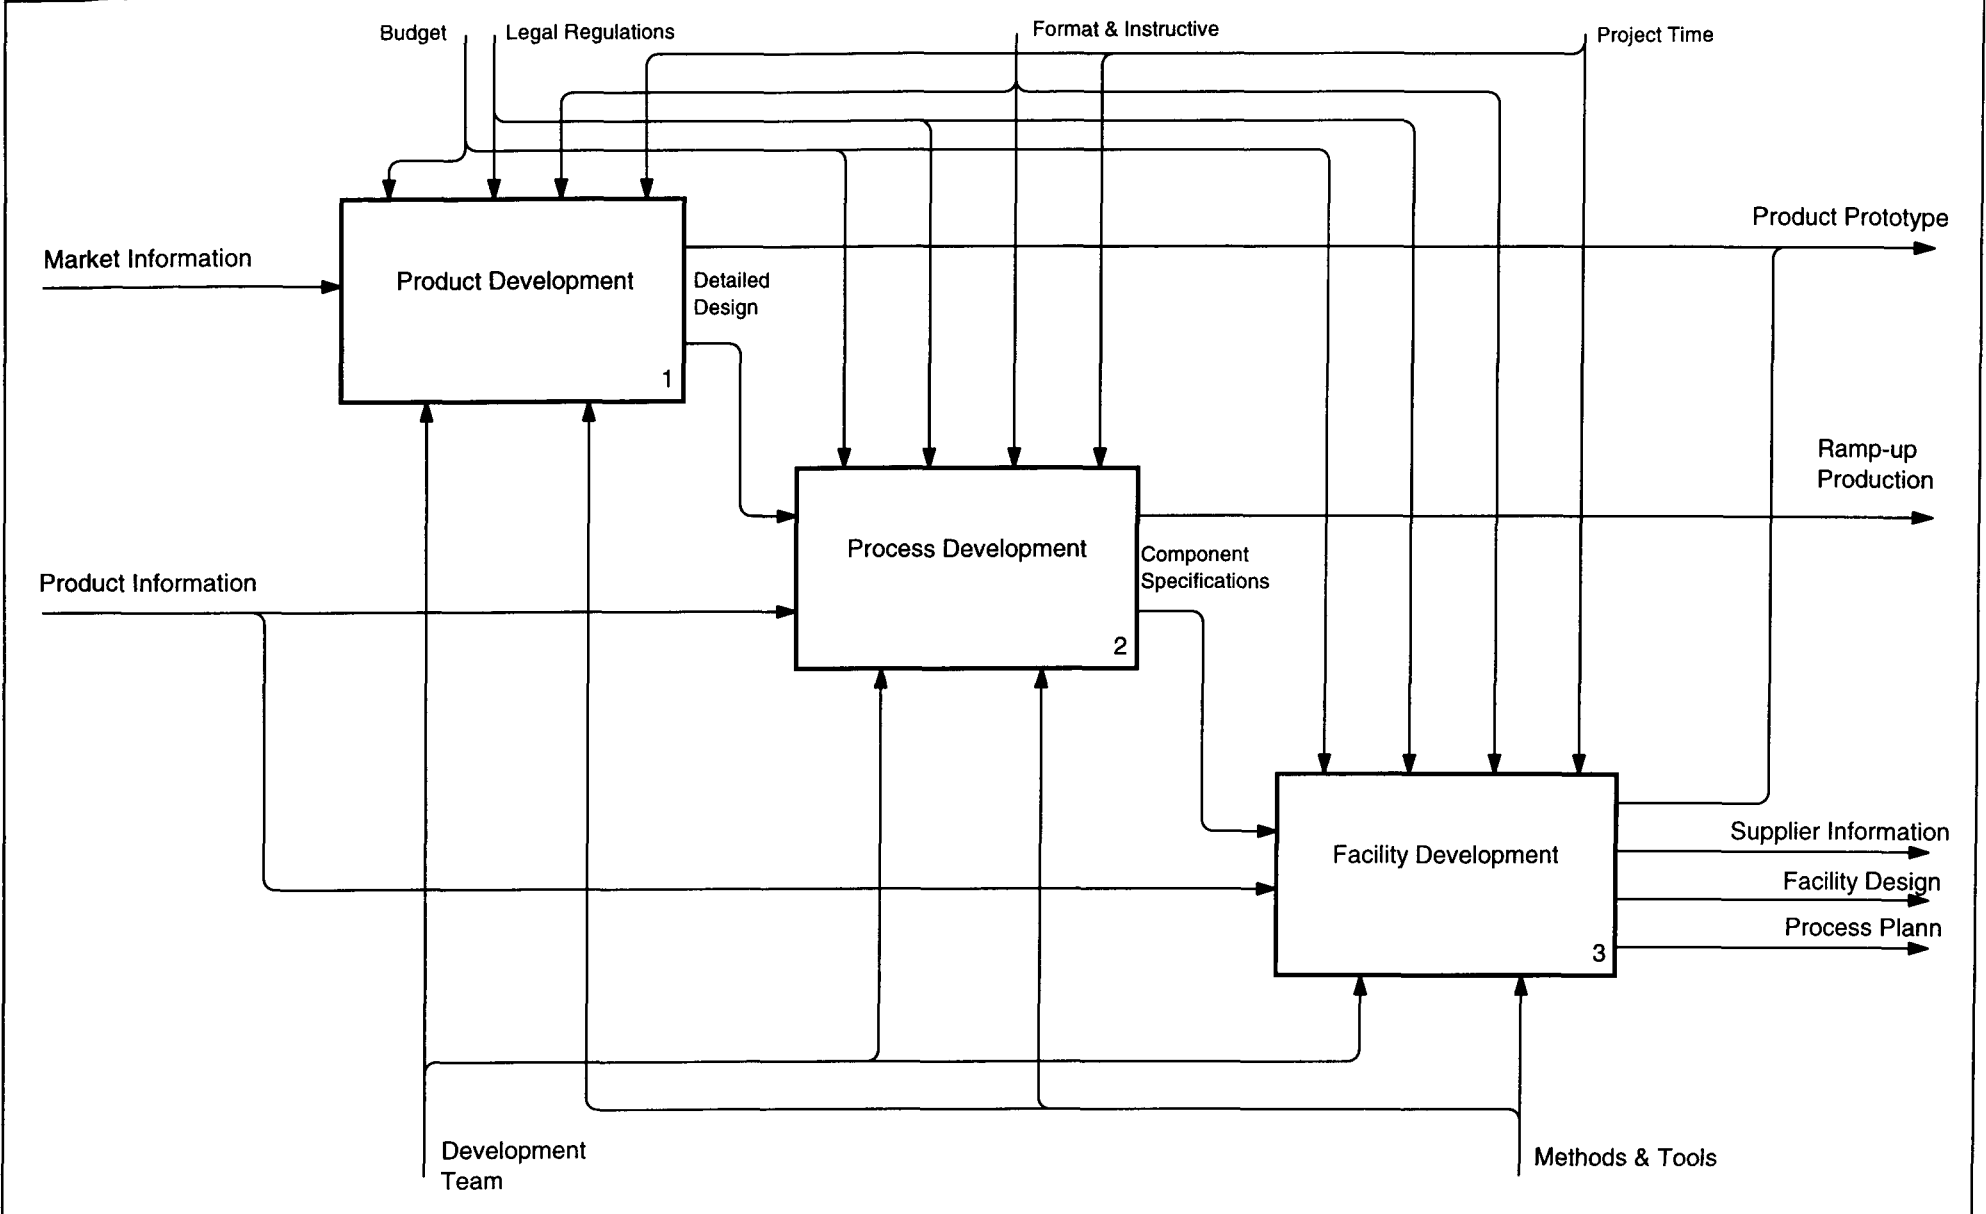 Budget
Legal Regulations
Format & Instructive
Project Time
Product Prototype
Market Information
Product Development
Detailed
Design
1
Ramp-up
Production
Process Development
Component
Specifications
Product Information
2
Supplier Information
Facility Development
Facility Design
Process Plann
3
Development
Team
Methods & Tools